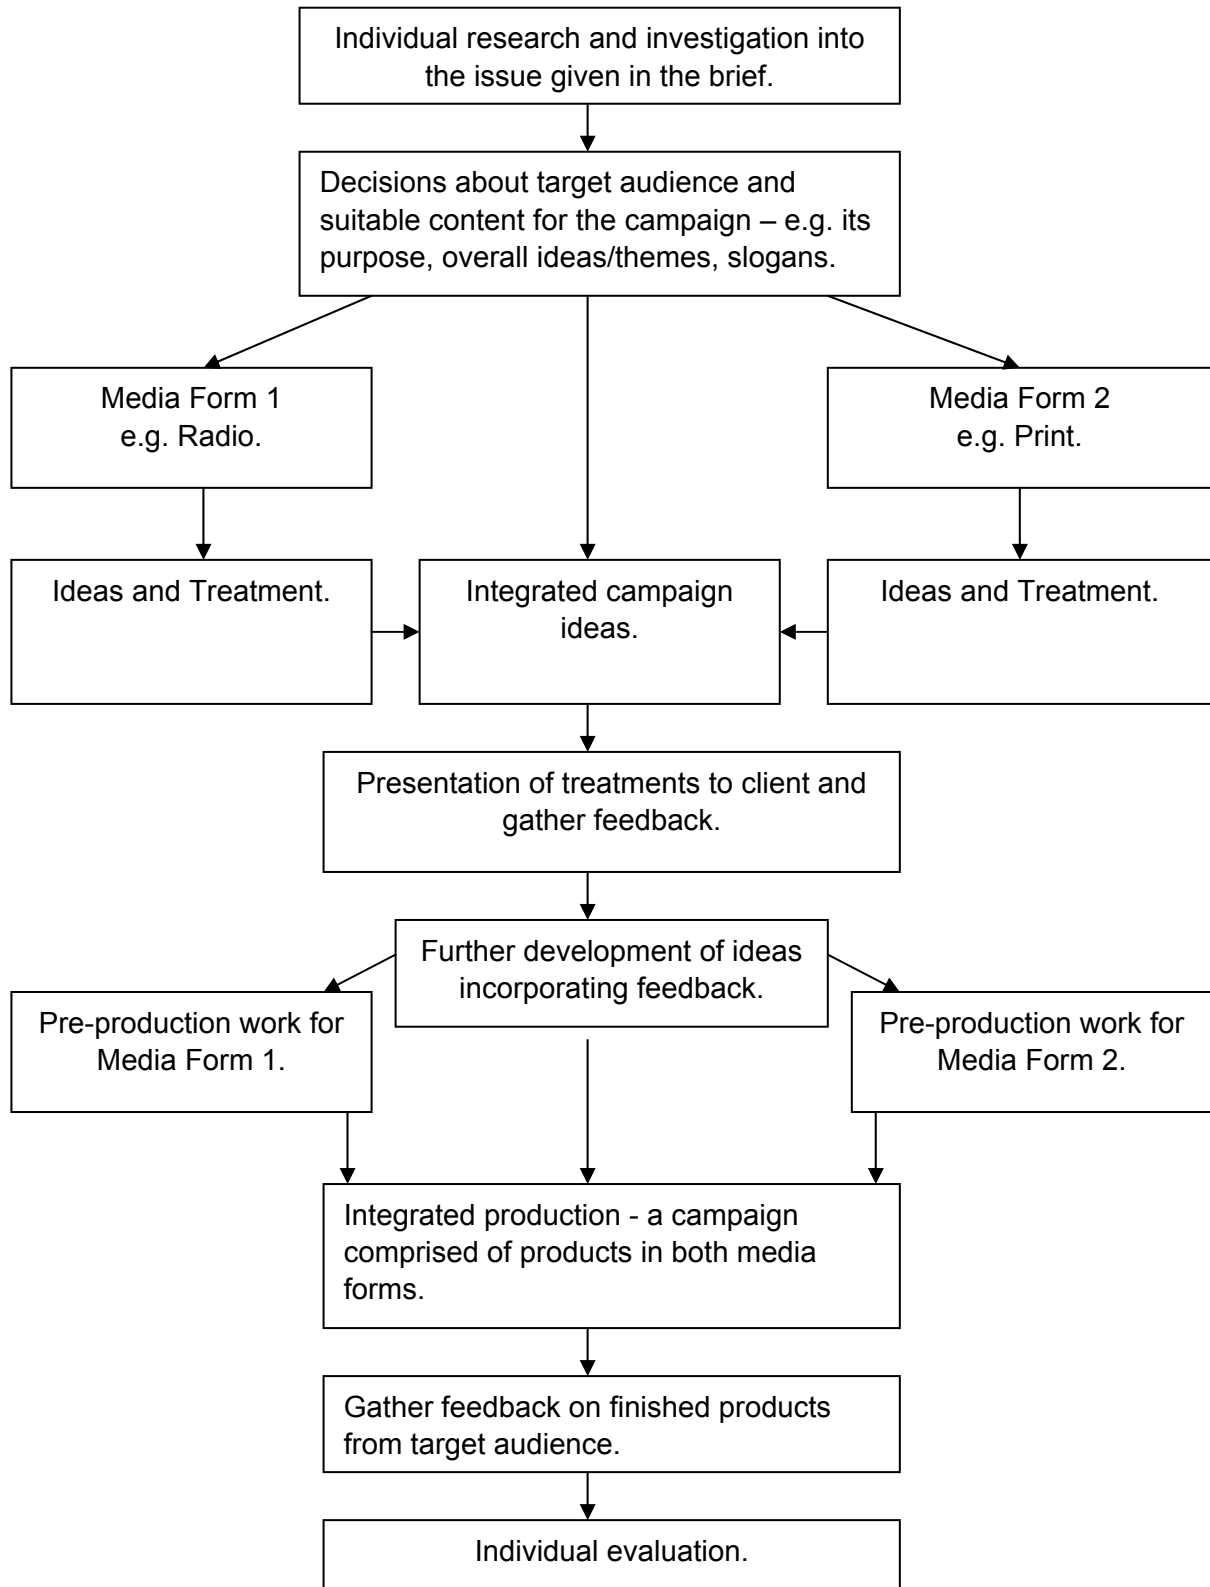 Individual research and investigation into
the issue given in the brief.
Decisions about target audience and
suitable content for the campaign – e.g. its
purpose, overall ideas/themes, slogans.
Media Form 1
e.g. Radio.
Media Form 2
e.g. Print.
Ideas and Treatment.
Integrated campaign
ideas.
Ideas and Treatment.
Presentation of treatments to client and
gather feedback.
Further development of ideas
incorporating feedback.
Pre-production work for
Media Form 1.
Pre-production work for
Media Form 2.
Integrated production - a campaign
comprised of products in both media
forms.
Gather feedback on finished products
from target audience.
Individual evaluation.